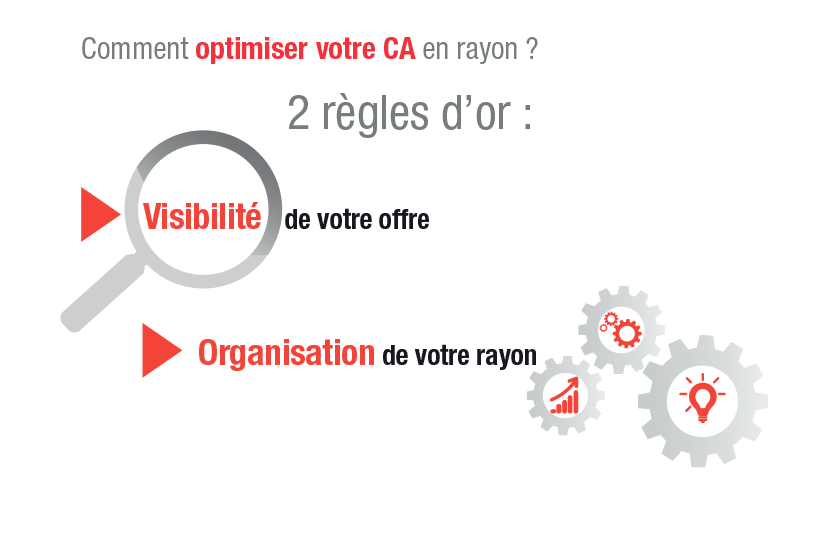 Comment optimiser votre CA en rayon ?
2 règles d’or :
Visibilité de votre offre
Organisation de votre rayon